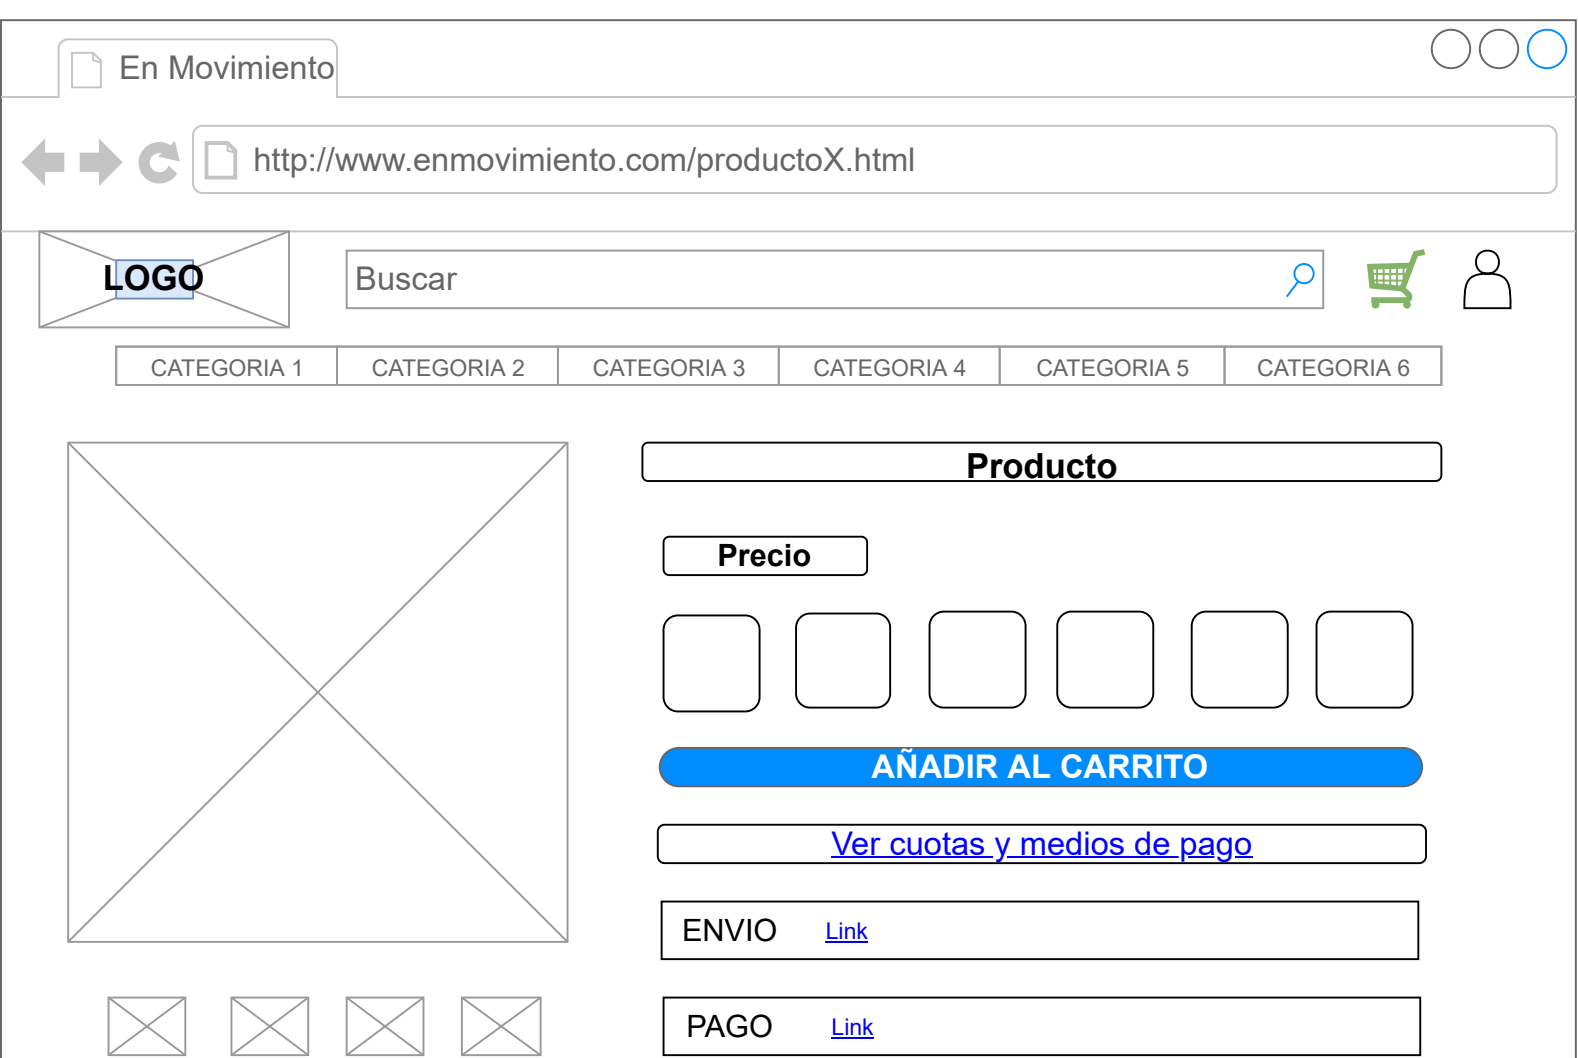 En Movimiento
http://www.enmovimiento.com/productoX.html
LOGO
Buscar
CATEGORIA 1 CATEGORIA 2 CATEGORIA 3 CATEGORIA 4 CATEGORIA 5 CATEGORIA 6
Producto
Precio
AÑADIR AL CARRITO
Ver cuotas y medios de pago
ENVIO Link
PAGO Link